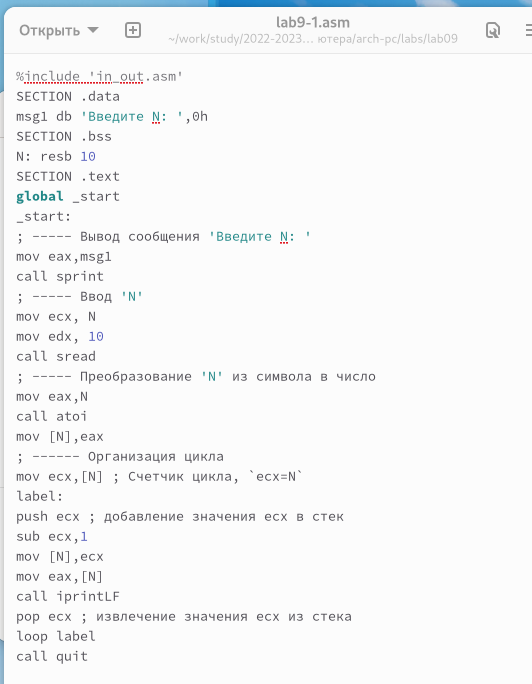 Открыть
lab9-1.asm
~/work/study/2022-2023… ютера/arch-pc/labs/lab09
%include 'in_out.asm'
SECTION .data
msg1 db 'Введите N: ',0h
SECTION .bss
N: resb 10
SECTION .text
global _start
_start:
; ----- Вывод сообщения 'Введите N: '
mov eax,msg1
call sprint
; ----- Ввод 'N'
mov ecx, N
mov edx, 10
call sread
; ----- Преобразование 'N' из символа в число
mov eax,N
call atoi
mov [N],eax
; ------ Организация цикла
mov ecx,[N] ; Счетчик цикла, `ecx=N`
label:
push ecx ; добавление значения ecx в стек
sub ecx,1
mov [N],ecx
mov eax,[N]
call iprintLF
pop ecx ; извлечение значения ecx из стека
loop label
call quit